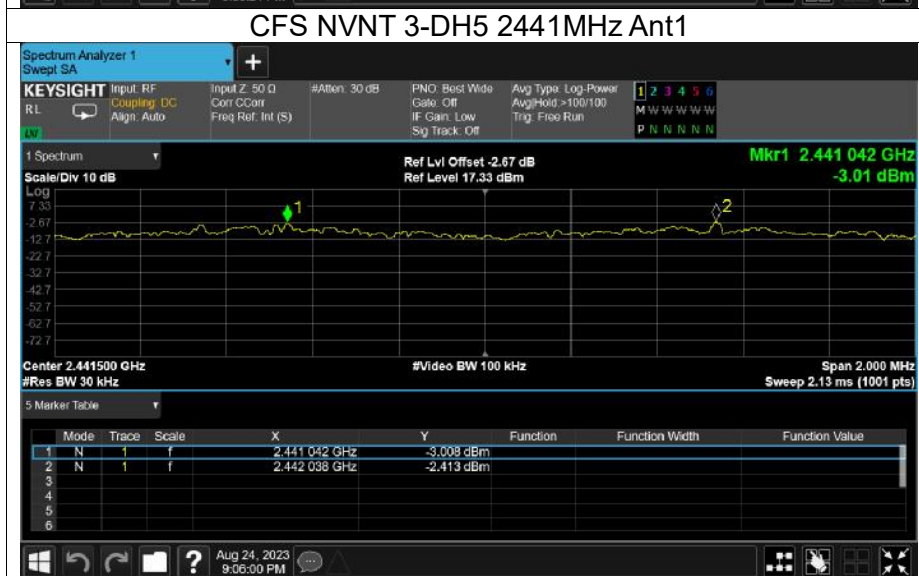 CFS NVNT 3-DH5 2441MHz Ant1
Spectrum Analyzer 1
Swept SA
+
KEYSIGHT Input: RF Input Z: 50 Ω #Atten: 30 dB PNO: Best Wide Avg Type: Log-Power 1 2 3 4 5 6
RL Coupling: DC Corr CCorr Gate: Off Avg|Hold: >100/100 M W W W W W
Align: Auto Freq Ref: Int (S) IF Gain: Low Trig: Free Run
LXI Sig Track: Off P N N N N N
1 Spectrum Ref Lvl Offset -2.67 dB Mkr1 2.441 042 GHz
Scale/Div 10 dB Ref Level 17.33 dBm -3.01 dBm
Log
7.33
-2.67
-12.7
-22.7
-32.7
-42.7
-52.7
-62.7
-72.7
1
2
Center 2.441500 GHz #Video BW 100 kHz Span 2.000 MHz
#Res BW 30 kHz Sweep 2.13 ms (1001 pts)
5 Marker Table
Mode Trace Scale X Y Function Function Width Function Value
1 N 1 f 2.441 042 GHz -3.008 dBm
2 N 1 f 2.442 038 GHz -2.413 dBm
3
4
5
6
? Aug 24, 2023
9:06:00 PM